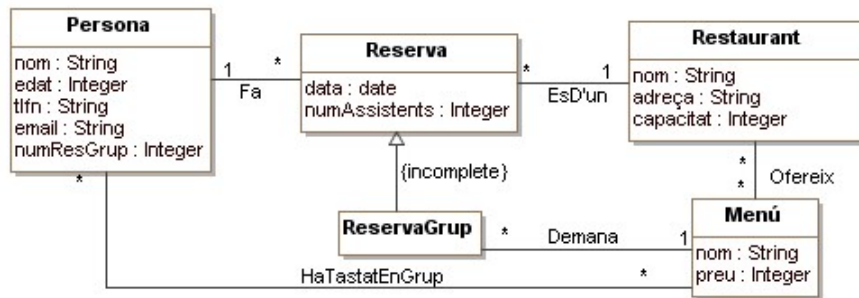 Persona
nom : String
edat : Integer
tlfn : String
email : String
numResGrup : Integer
*
1
*
Fa
Reserva
data : date
numAssistents : Integer
*
1
EsD'un
Restaurant
nom : String
adreça : String
capacitat : Integer
*
*
Ofereix
{incomplete}
ReservaGrup
*
Demana
1
Menú
nom : String
preu : Integer
HaTastatEnGrup
*